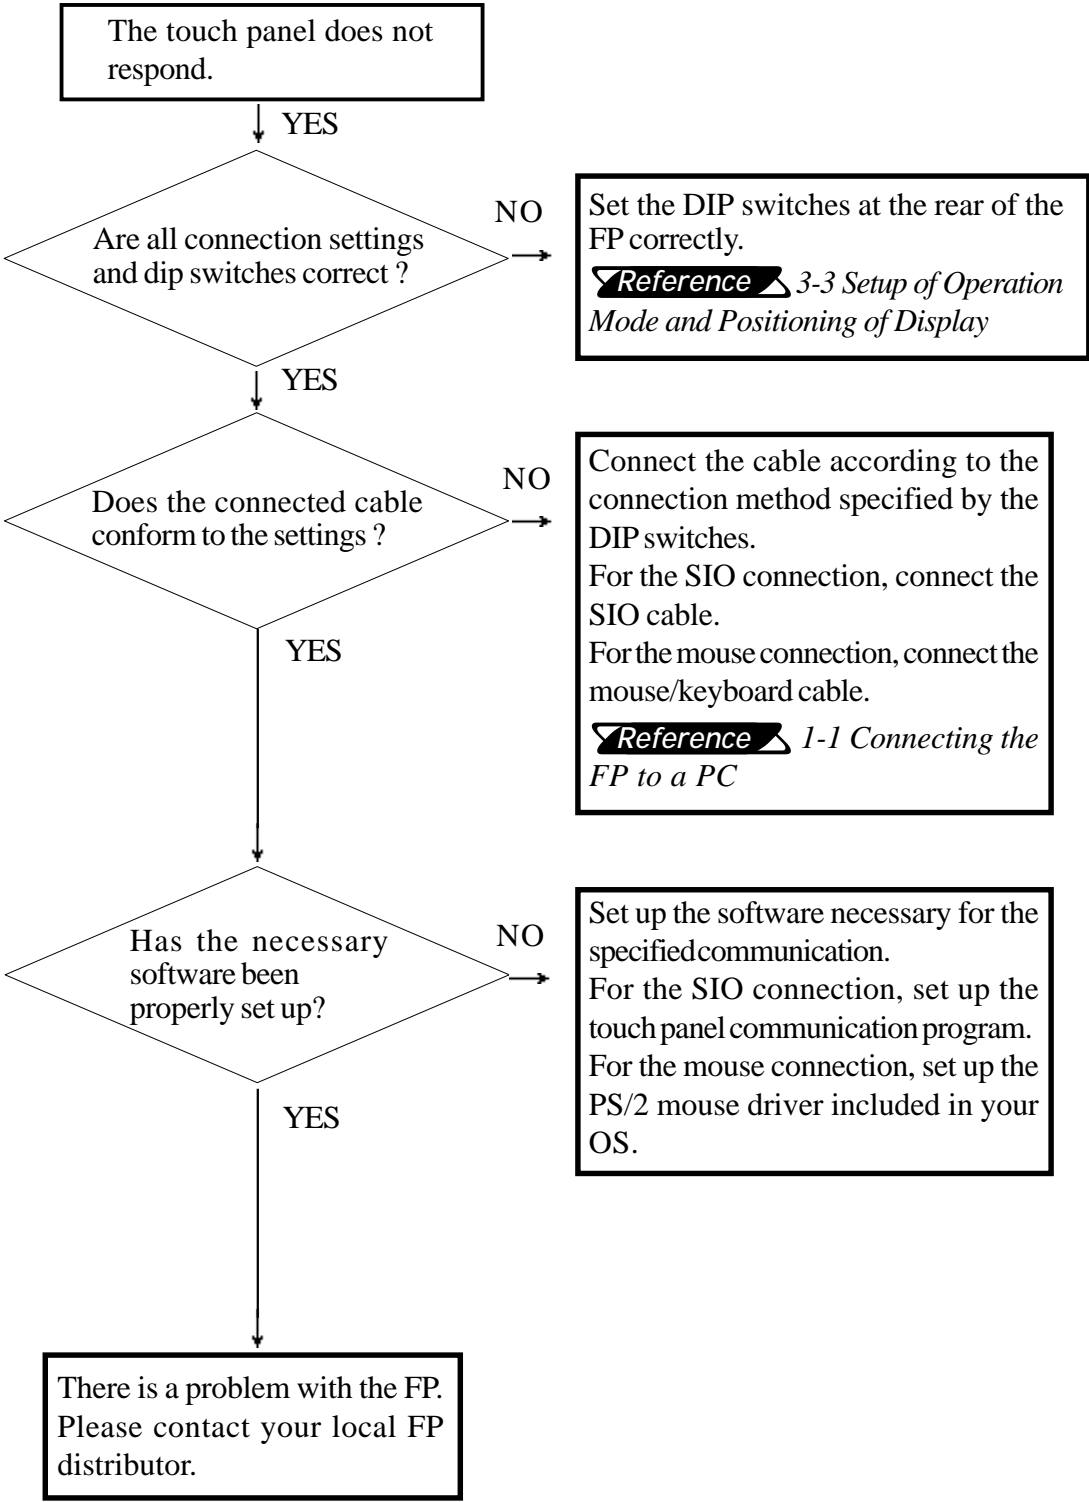 The touch panel does not
respond.
YES
Are all connection settings
and dip switches correct ?
NO
Set the DIP switches at the rear of the
FP correctly.
Reference 3-3 Setup of Operation
Mode and Positioning of Display
YES
Does the connected cable
conform to the settings ?
NO
Connect the cable according to the
connection method specified by the
DIP switches.
For the SIO connection, connect the
SIO cable.
For the mouse connection, connect the
mouse/keyboard cable.
Reference 1-1 Connecting the
FP to a PC
YES
Has the necessary
software been
properly set up?
NO
Set up the software necessary for the
specified communication.
For the SIO connection, set up the
touch panel communication program.
For the mouse connection, set up the
PS/2 mouse driver included in your
OS.
YES
There is a problem with the FP.
Please contact your local FP
distributor.